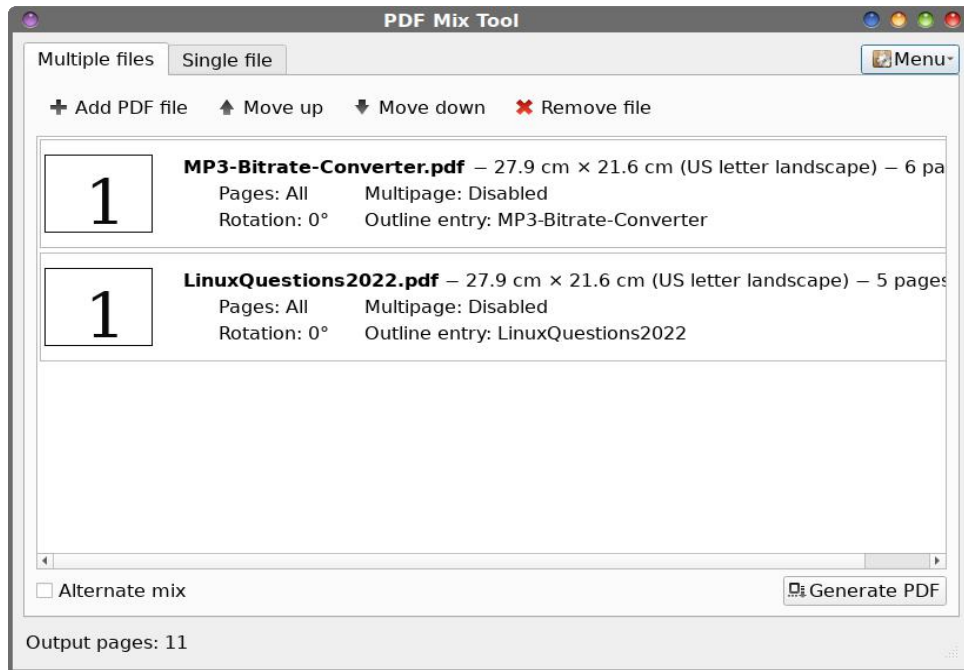 PDF Mix Tool
Multiple files Single file Menu
Add PDF file Move up Move down Remove file
1
MP3-Bitrate-Converter.pdf – 27.9 cm × 21.6 cm (US letter landscape) – 6 pa
Pages: All Multipage: Disabled
Rotation: 0° Outline entry: MP3-Bitrate-Converter
1
LinuxQuestions2022.pdf – 27.9 cm × 21.6 cm (US letter landscape) – 5 pages
Pages: All Multipage: Disabled
Rotation: 0° Outline entry: LinuxQuestions2022
Alternate mix Generate PDF
Output pages: 11